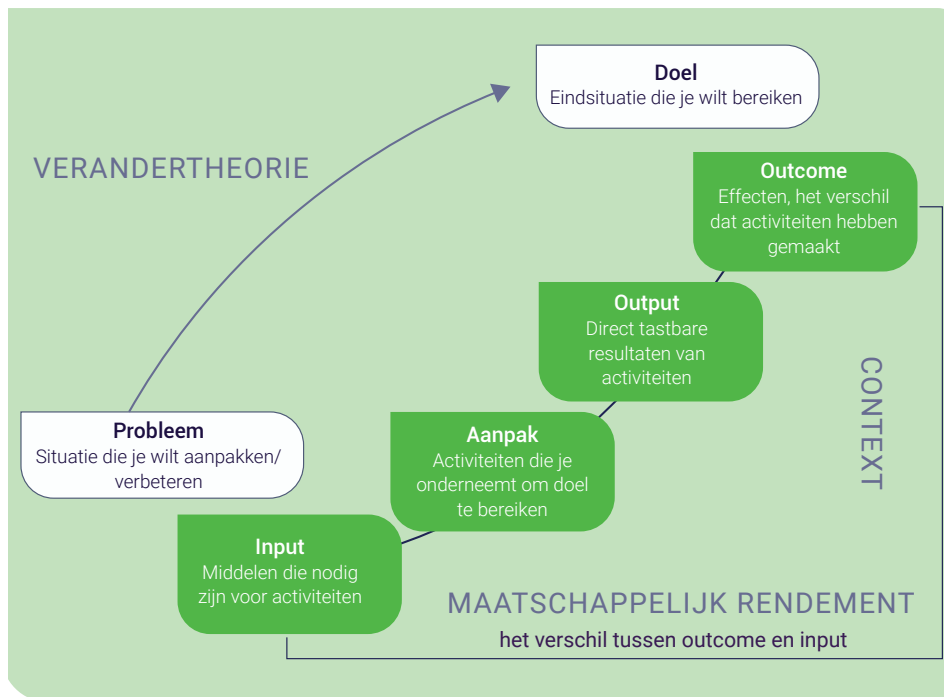 Doel
Eindsituatie die je wilt bereiken
VERANDERTHEORIE
Outcome
Effecten, het verschil
dat activiteiten hebben
gemaakt
Output
Direct tastbare
resultaten van
activiteiten
CONTEXT
Probleem
Situatie die je wilt aanpakken/
verbeteren
Aanpak
Activiteiten die je
onderneemt om doel
te bereiken
Input
Middelen die nodig
zijn voor activiteiten
MAATSCHAPPELIJK RENDEMENT
het verschil tussen outcome en input